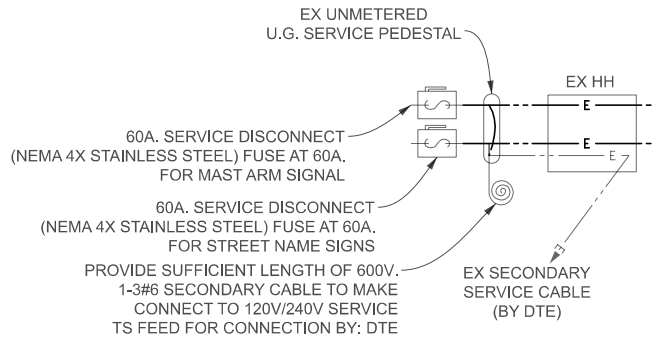 EX UNMETERED
U.G. SERVICE PEDESTAL
EX HH
E
E
E
E
60A. SERVICE DISCONNECT
(NEMA 4X STAINLESS STEEL) FUSE AT 60A.
FOR MAST ARM SIGNAL
60A. SERVICE DISCONNECT
(NEMA 4X STAINLESS STEEL) FUSE AT 60A.
FOR STREET NAME SIGNS
PROVIDE SUFFICIENT LENGTH OF 600V.
1-3#6 SECONDARY CABLE TO MAKE
CONNECT TO 120V/240V SERVICE
TS FEED FOR CONNECTION BY: DTE
EX SECONDARY
SERVICE CABLE
(BY DTE)